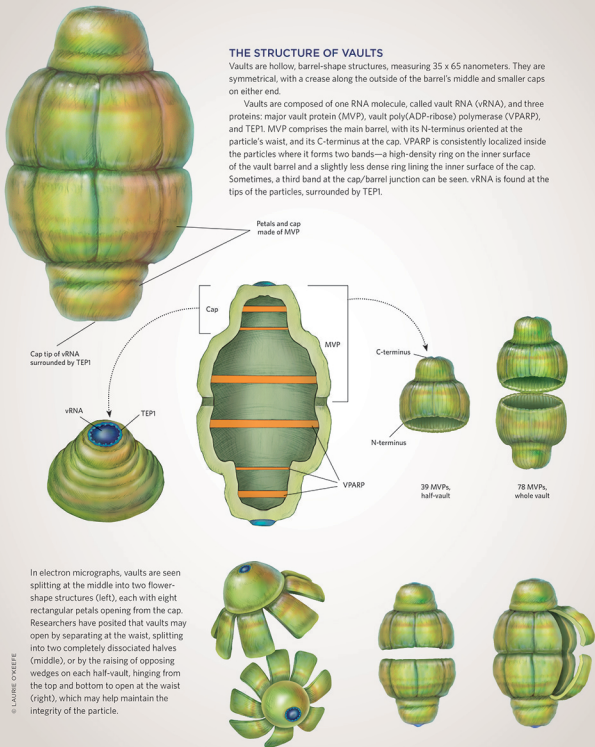 THE STRUCTURE OF VAULTS
Vaults are hollow, barrel-shape structures, measuring 35 x 65 nanometers. They are
symmetrical, with a crease along the outside of the barrel's middle and smaller caps
on either end.
Vaults are composed of one RNA molecule, called vault RNA (vRNA), and three
proteins: major vault protein (MVP), vault poly(ADP-ribose) polymerase (VPARP),
and TEP1. MVP comprises the main barrel, with its N-terminus oriented at the
particle's waist, and its C-terminus at the cap. VPARP is consistently localized inside
the particles where it forms two bands—a high-density ring on the inner surface
of the vault barrel and a slightly less dense ring lining the inner surface of the cap.
Sometimes, a third band at the cap/barrel junction can be seen. vRNA is found at the
tips of the particles, surrounded by TEP1.
Petals and cap
made of MVP
Cap
MVP
Cap tip of vRNA
surrounded by TEP1
C-terminus
vRNA
TEP1
N-terminus
VPARP
39 MVPs,
half-vault
78 MVPs,
whole vault
In electron micrographs, vaults are seen
splitting at the middle into two flower-
shape structures (left), each with eight
rectangular petals opening from the cap.
Researchers have posited that vaults may
open by separating at the waist, splitting
into two completely dissociated halves
(middle), or by the raising of opposing
wedges on each half-vault, hinging from
the top and bottom to open at the waist
(right), which may help maintain the
integrity of the particle.
© LAURIE O'KEEFE